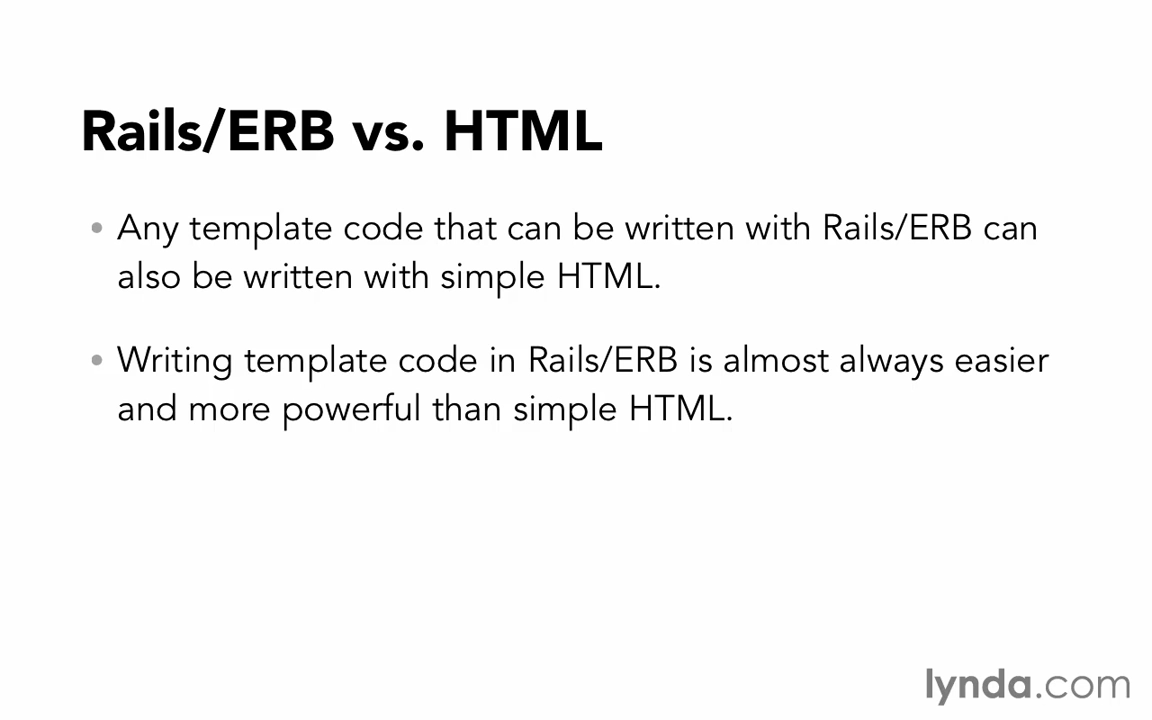 Rails/ERB vs. HTML
• Any template code that can be written with Rails/ERB can
also be written with simple HTML.
• Writing template code in Rails/ERB is almost always easier
and more powerful than simple HTML.
lynda.com